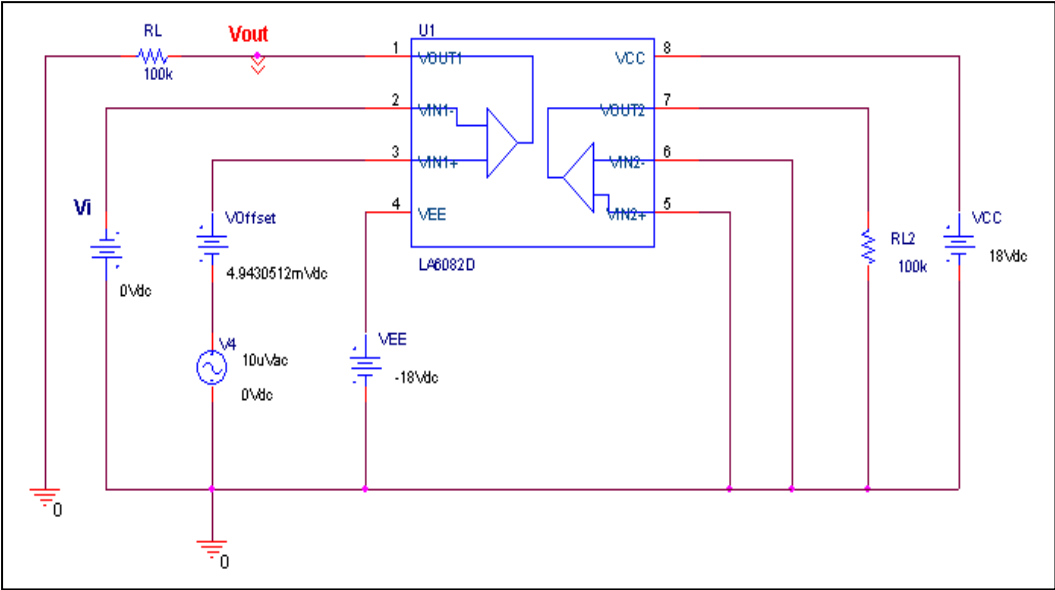 RL
Vout
U1
100k
1
VOUT1
VCC
8
2
VIN1-
VOUT2
7
3
VIN1+
VIN2-
6
4
VEE
VIN2+
5
Vi
VOffset
VCC
4.9430512mVdc
LA6082D
RL2
100k
18Vdc
0Vdc
V4
10uVac
0Vdc
VEE
-18Vdc
0
0